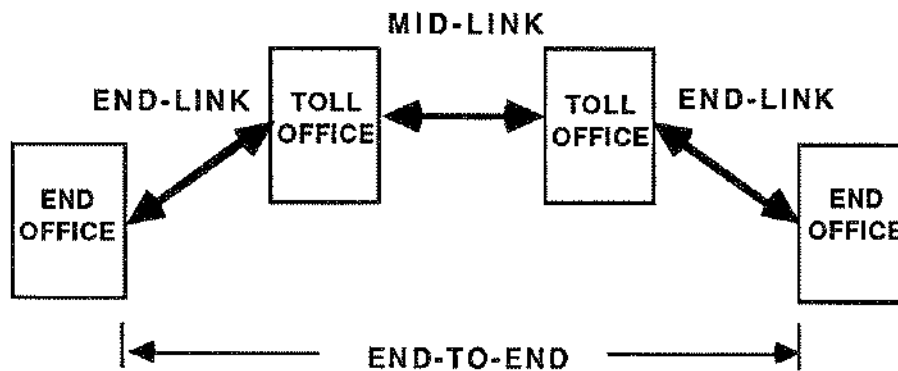 MID-LINK
END-LINK
TOLL
OFFICE
TOLL
OFFICE
END-LINK
END
OFFICE
END
OFFICE
END-TO-END